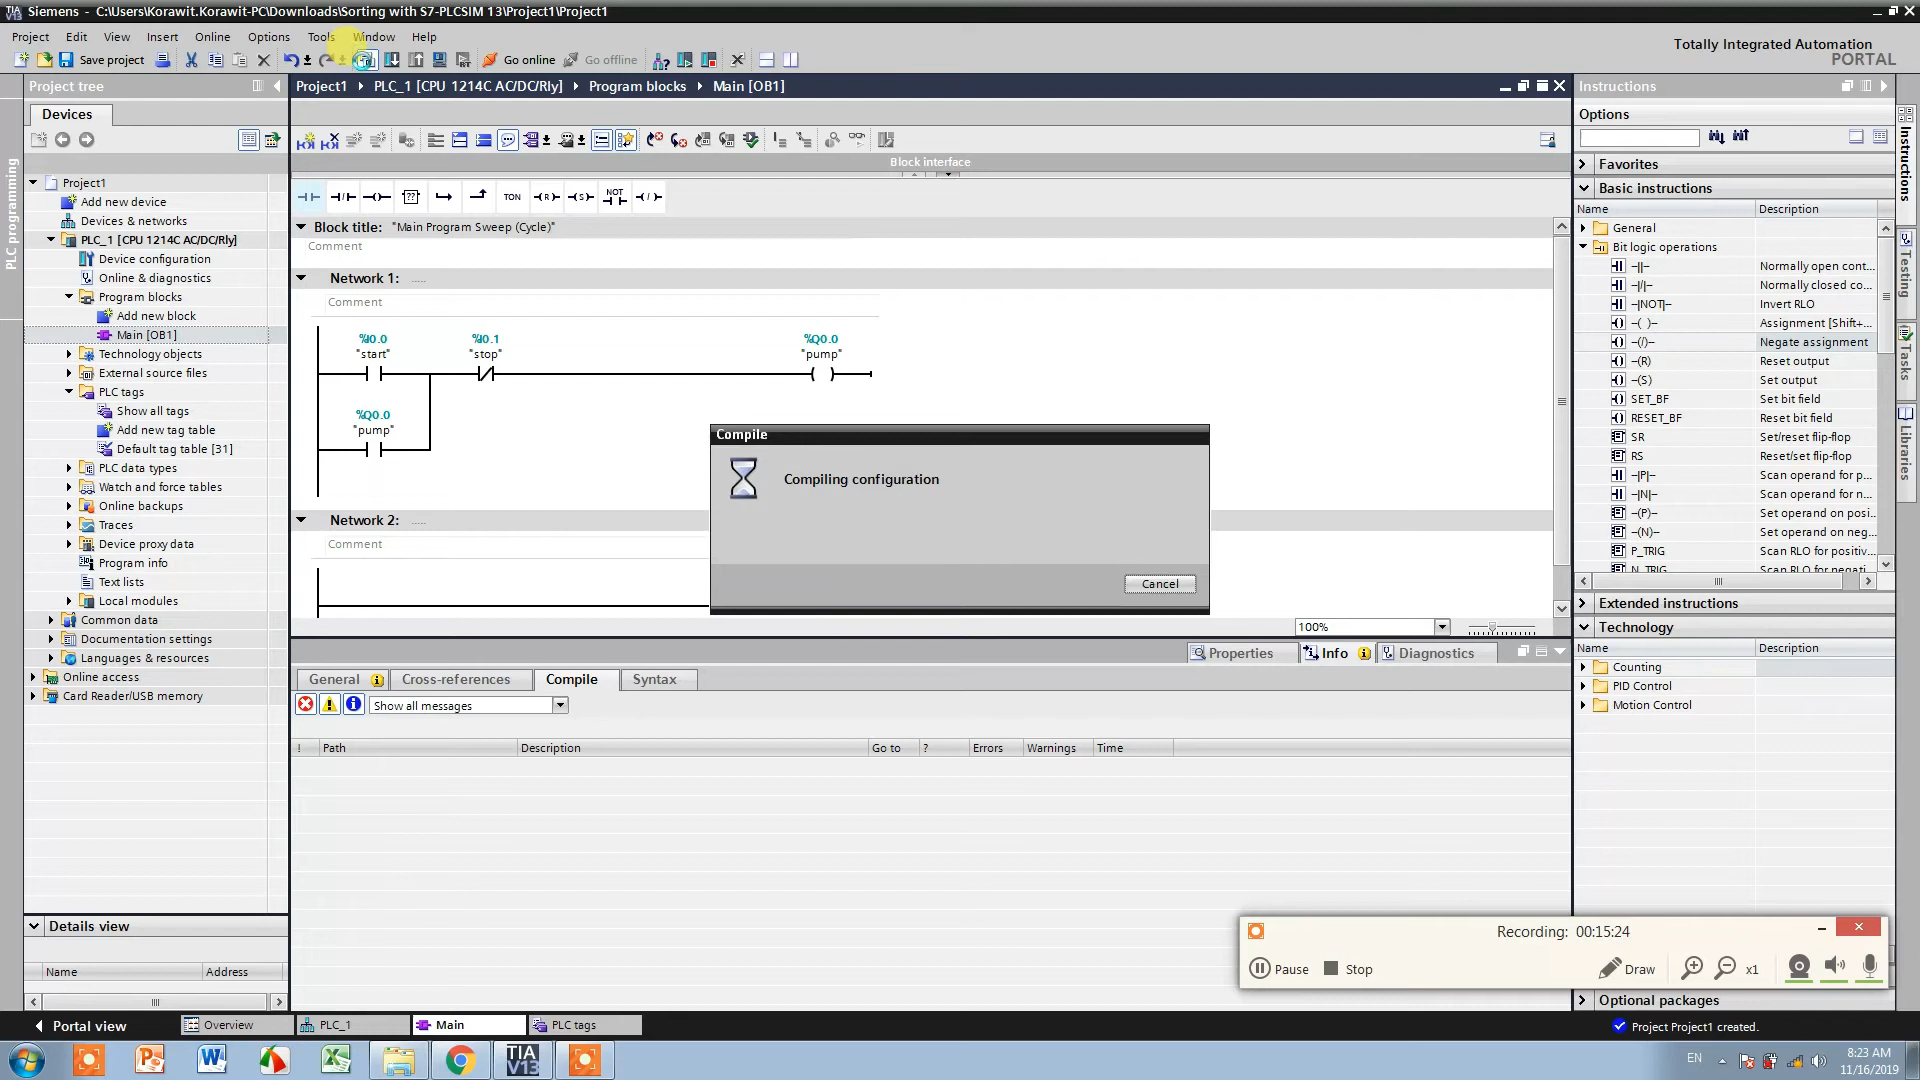 Siemens - C:\Users\Korawit.Korawit-PC\Downloads\Sorting with S7-PLCSIM 13\Project1\Project1
Project Edit View Insert Online Options Tools Window Help
Totally Integrated Automation
PORTAL
Save project
Go online
Go offline
Project tree
Project1 PLC_1 [CPU 1214C AC/DC/Rly] Program blocks Main [OB1]
Instructions
Devices
Options
PLC programming
Block interface
Project1
Add new device
Devices & networks
PLC_1 [CPU 1214C AC/DC/Rly]
Device configuration
Online & diagnostics
Program blocks
Add new block
Main [OB1]
Technology objects
External source files
PLC tags
Show all tags
Add new tag table
Default tag table [31]
PLC data types
Watch and force tables
Online backups
Traces
Device proxy data
Program info
Text lists
Local modules
Common data
Documentation settings
Languages & resources
Online access
Card Reader/USB memory
Details view
Name Address
?? TON (R) (S) NOT
Block title: "Main Program Sweep (Cycle)"
Comment
Network 1: .....
Comment
%I0.0
"start"
%I0.1
"stop"
%Q0.0
"pump"
%Q0.0
"pump"
Network 2: .....
Comment
Compile
Compiling configuration
Cancel
100%
Properties Info Diagnostics
General Cross-references Compile Syntax
Show all messages
! Path Description Go to ? Errors Warnings Time
Favorites
Basic instructions
Name Description
General
Bit logic operations
-||- Normally open cont...
-|/|- Normally closed co...
-|NOT|- Invert RLO
-( )- Assignment [Shift+...
-(/)- Negate assignment
-(R) Reset output
-(S) Set output
SET_BF Set bit field
RESET_BF Reset bit field
SR Set/reset flip-flop
RS Reset/set flip-flop
-|P|- Scan operand for p...
-|N|- Scan operand for n...
-(P)- Set operand on posi...
-(N)- Set operand on neg...
P_TRIG Scan RLO for positiv...
N_TRIG Scan RLO for negati...
Extended instructions
Technology
Name Description
Counting
PID Control
Motion Control
Optional packages
Instructions
Testing
Tasks
Libraries
Recording: 00:15:24
Pause Stop Draw x1
Portal view Overview PLC_1 Main PLC tags
Project Project1 created.
TIA
V13
EN
8:23 AM
11/16/2019